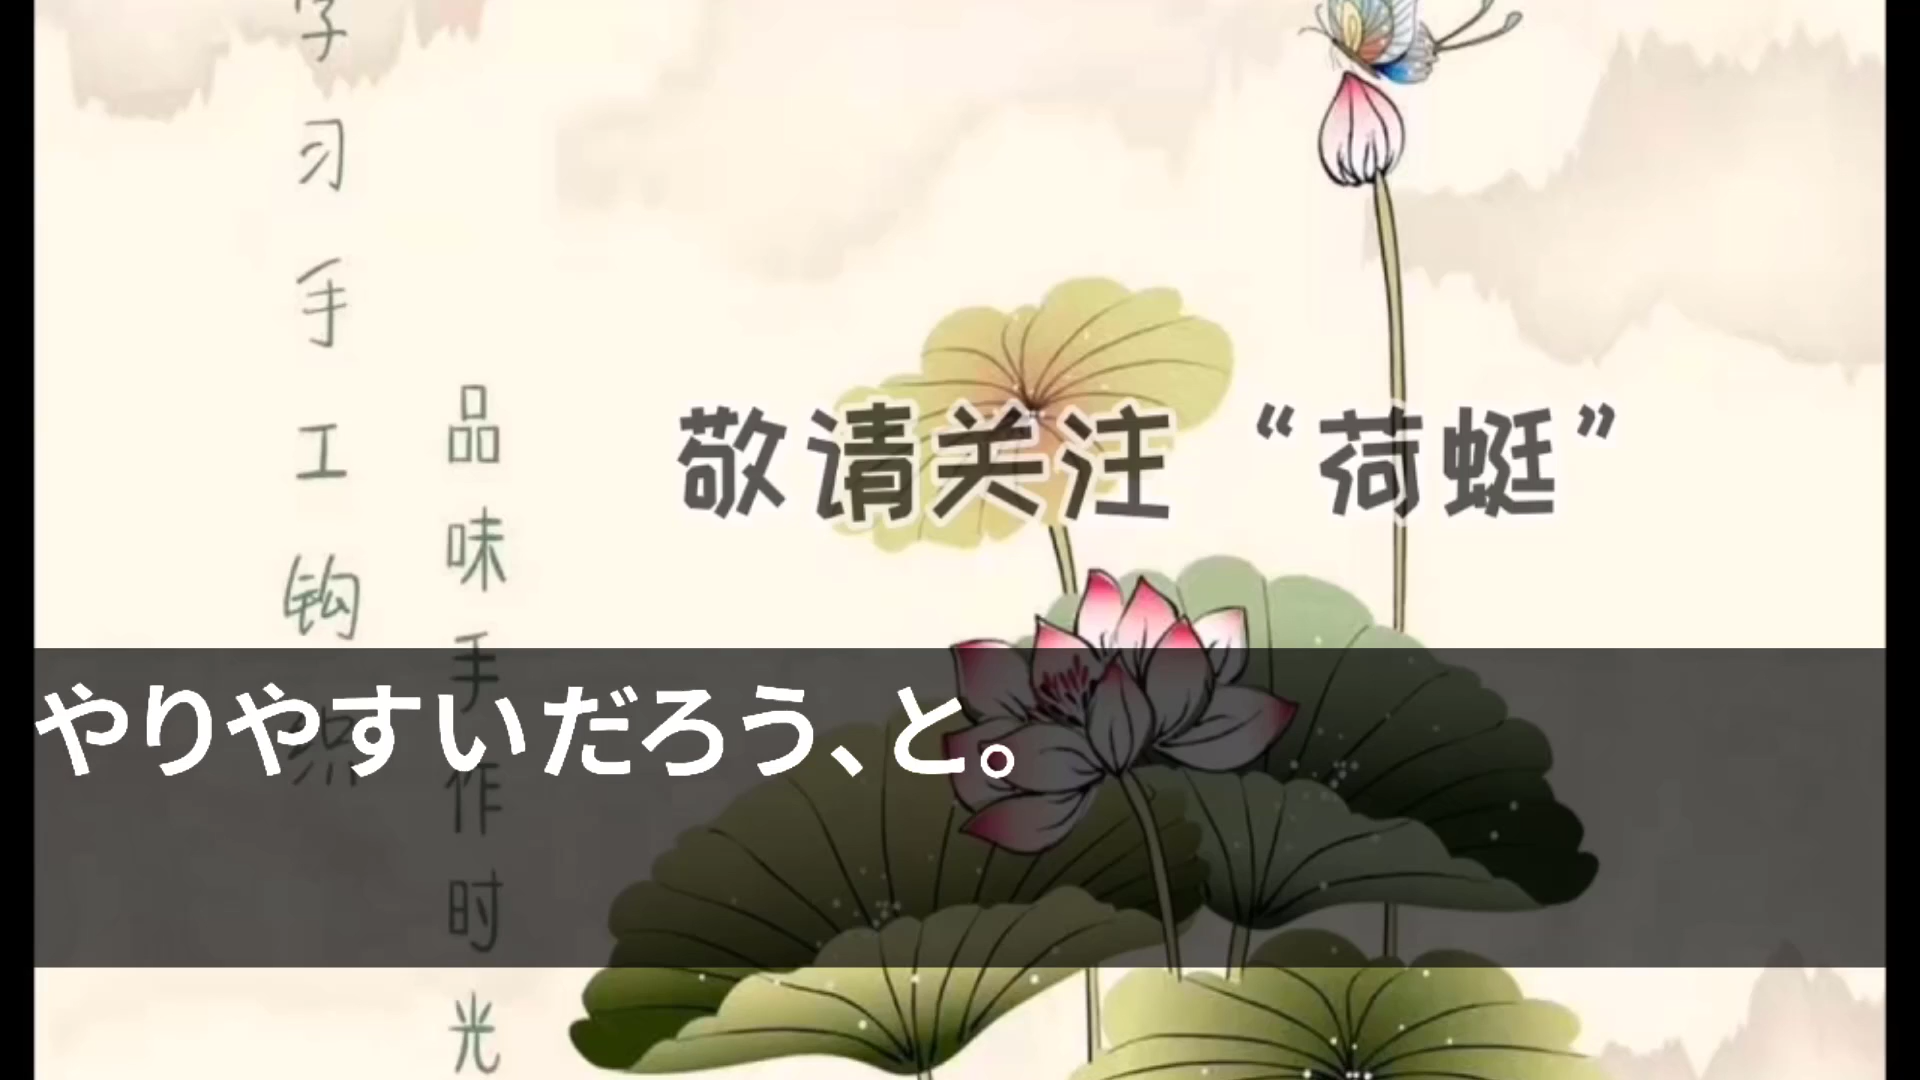 学习手工钩织
品味手作时光
敬请关注“荷蜓”
やりやすいだろう、と。